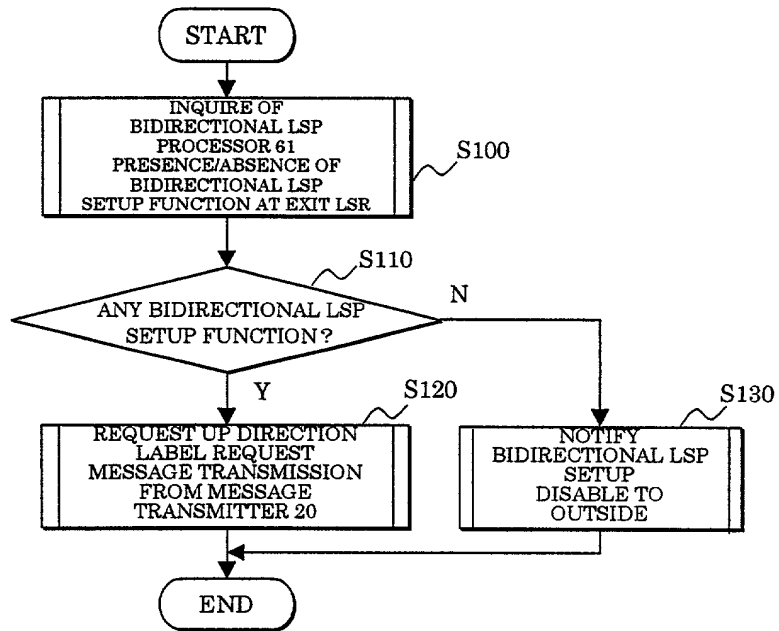 START
INQUIRE OF
BIDIRECTIONAL LSP
PROCESSOR 61
PRESENCE/ABSENCE OF
BIDIRECTIONAL LSP
SETUP FUNCTION AT EXIT LSR
S100
S110
ANY BIDIRECTIONAL LSP
SETUP FUNCTION?
N
Y
S120
REQUEST UP DIRECTION
LABEL REQUEST
MESSAGE TRANSMISSION
FROM MESSAGE
TRANSMITTER 20
S130
NOTIFY
BIDIRECTIONAL LSP
SETUP
DISABLE TO
OUTSIDE
END